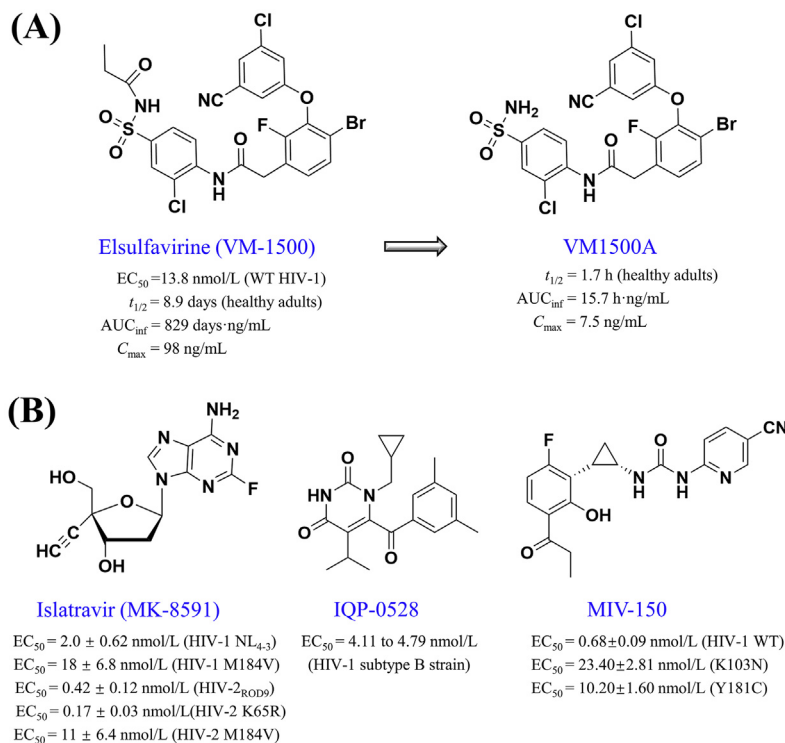 (A)
Cl
O
NH
NC
O
S
O
O
F
Br
O
N
H
Cl
Cl
NC
O
NH2
S
O
O
F
Br
O
N
H
Cl
Elsulfavirine (VM-1500)
VM1500A
EC50 =13.8 nmol/L (WT HIV-1)
t1/2 = 8.9 days (healthy adults)
AUCinf = 829 days·ng/mL
Cmax = 98 ng/mL
t1/2 = 1.7 h (healthy adults)
AUCinf = 15.7 h·ng/mL
Cmax = 7.5 ng/mL
(B)
NH2
N
N
N
N
F
HO
O
HC
OH
O
HN
N
O
O
F
O
N
H
N
H
N
CN
OH
O
Islatravir (MK-8591)
IQP-0528
MIV-150
EC50 = 2.0 ± 0.62 nmol/L (HIV-1 NL4-3)
EC50 = 18 ± 6.8 nmol/L (HIV-1 M184V)
EC50 = 0.42 ± 0.12 nmol/L (HIV-2ROD9)
EC50 = 0.17 ± 0.03 nmol/L(HIV-2 K65R)
EC50 = 11 ± 6.4 nmol/L (HIV-2 M184V)
EC50 = 4.11 to 4.79 nmol/L
(HIV-1 subtype B strain)
EC50 = 0.68±0.09 nmol/L (HIV-1 WT)
EC50 = 23.40±2.81 nmol/L (K103N)
EC50 = 10.20±1.60 nmol/L (Y181C)